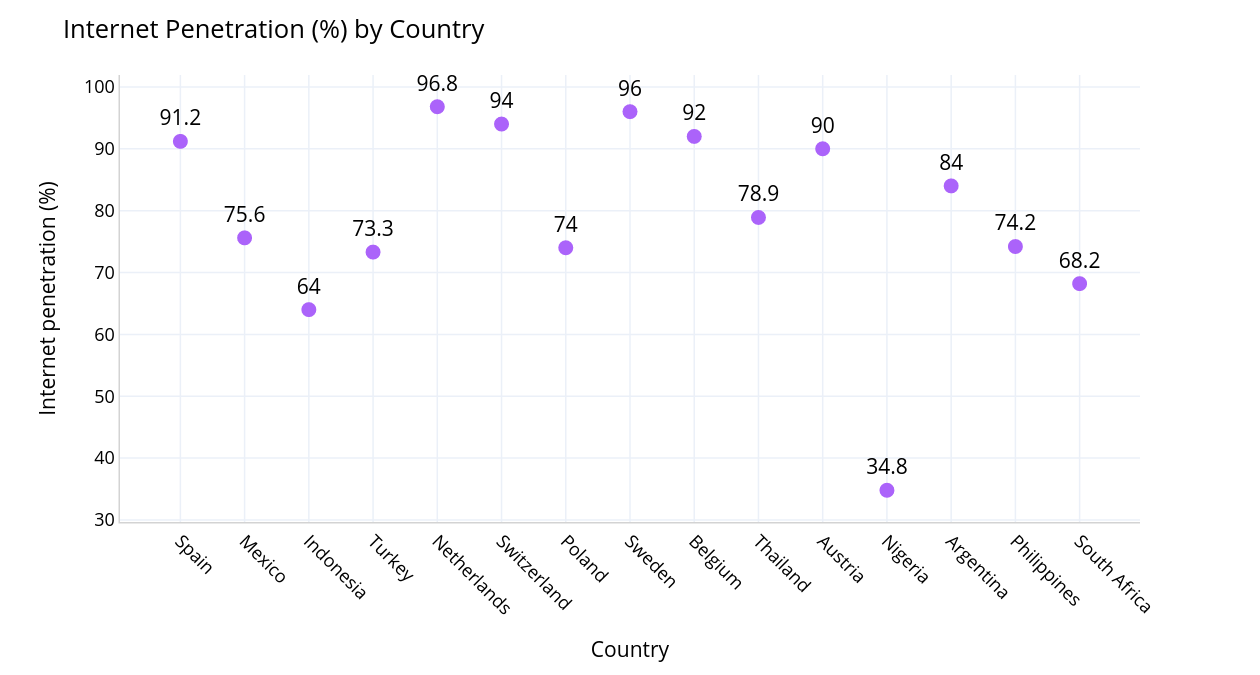 Internet Penetration (%) by Country
Internet penetration (%)
100
90
80
70
60
50
40
30
91.2
75.6
64
73.3
96.8
94
74
96
92
78.9
90
34.8
84
74.2
68.2
Spain
Mexico
Indonesia
Turkey
Netherlands
Switzerland
Poland
Sweden
Belgium
Thailand
Austria
Nigeria
Argentina
Philippines
South Africa
Country